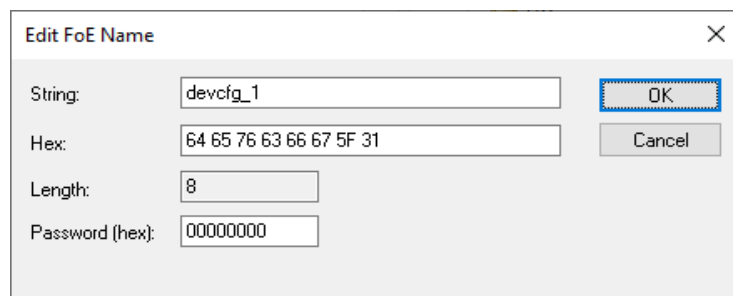 Edit FoE Name
String: devcfg_1 OK
Hex: 64 65 76 63 66 67 5F 31 Cancel
Length: 8
Password (hex): 00000000